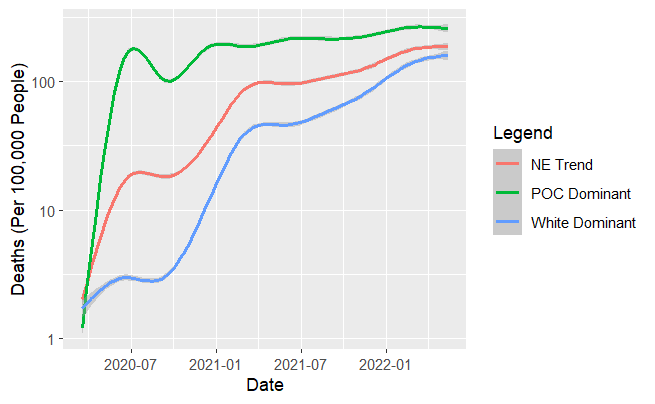 Deaths (Per 100,000 People)
100
10
1
2020-07
2021-01
2021-07
2022-01
Date
Legend
NE Trend
POC Dominant
White Dominant